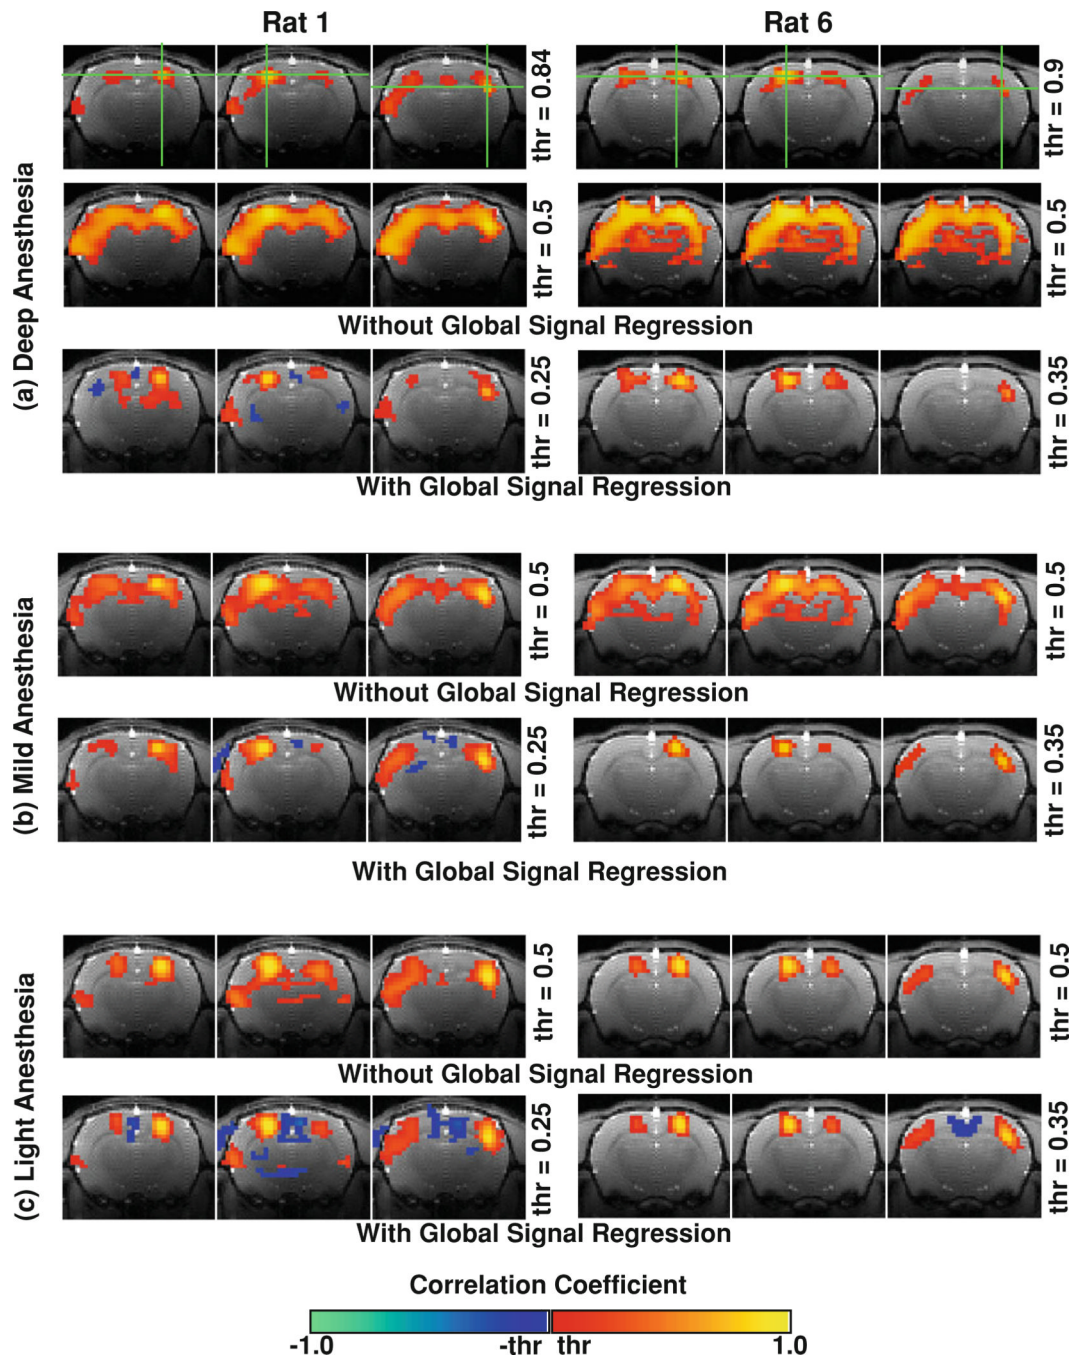 Rat 1
Rat 6
(a) Deep Anesthesia
thr = 0.84
thr = 0.9
thr = 0.5
thr = 0.5
Without Global Signal Regression
thr = 0.25
thr = 0.35
With Global Signal Regression
(b) Mild Anesthesia
thr = 0.5
thr = 0.5
Without Global Signal Regression
thr = 0.25
thr = 0.35
With Global Signal Regression
(c) Light Anesthesia
thr = 0.5
thr = 0.5
Without Global Signal Regression
thr = 0.25
thr = 0.35
With Global Signal Regression
Correlation Coefficient
-1.0 -thr thr 1.0